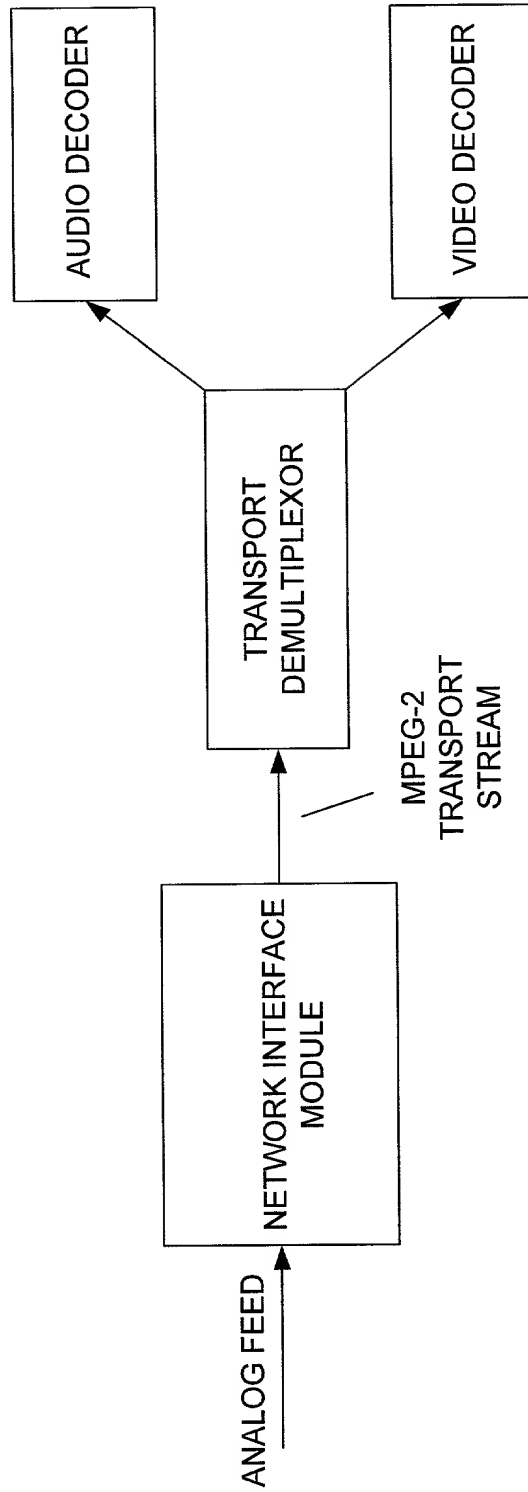 ANALOG FEED
NETWORK INTERFACE
MODULE
MPEG-2
TRANSPORT
STREAM
TRANSPORT
DEMULTIPLEXOR
AUDIO DECODER
VIDEO DECODER